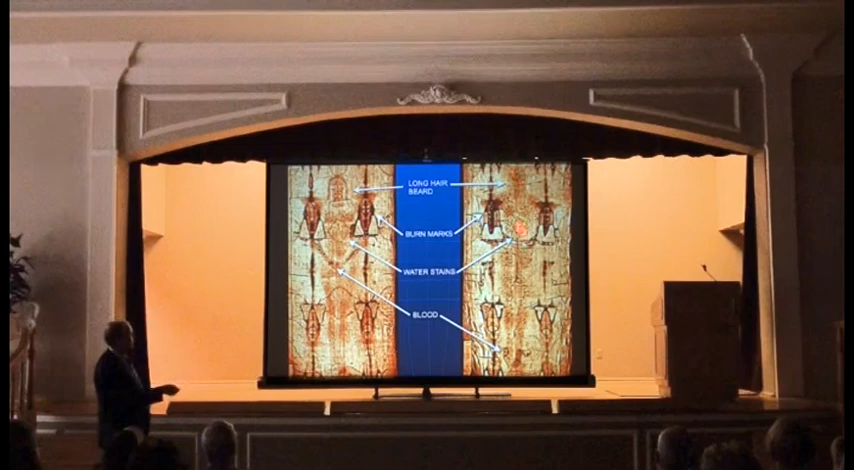 LONG HAIR
BEARD
BURN MARKS
WATER STAINS
BLOOD